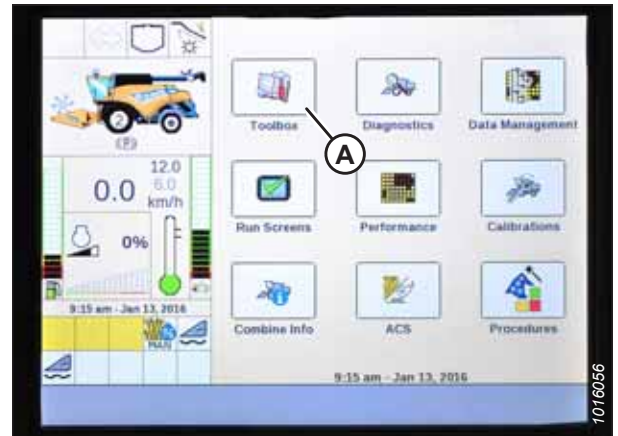 2
(P)
12.0
6.0
0.0
km/h
0%
9:15 am - Jan 13, 2016
MAN
Toolbox
Diagnostics
Data Management
A
Run Screens
Performance
Calibrations
Combine Info
ACS
Procedures
9:15 am - Jan 13, 2016
1016056